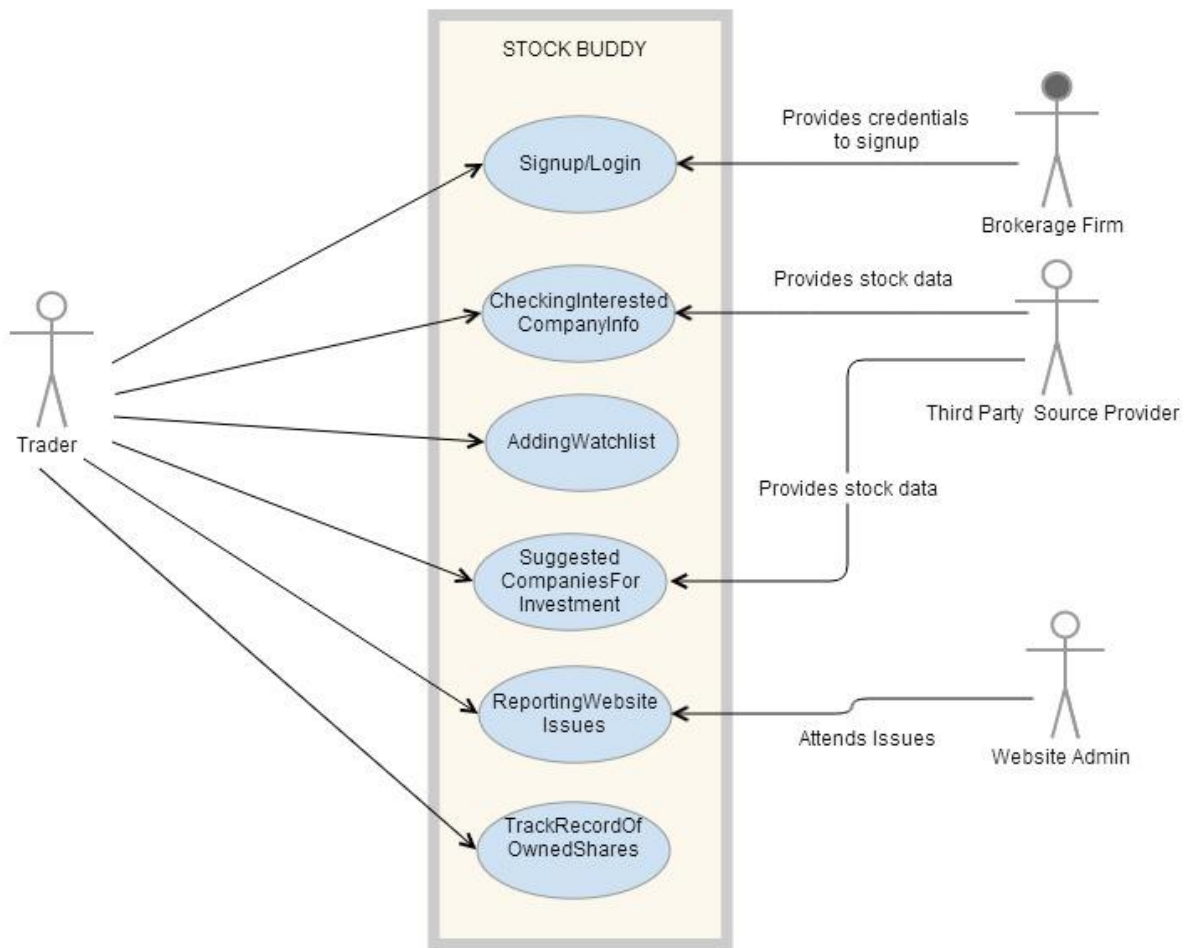 STOCK BUDDY
Provides credentials
to signup
Signup/Login
Brokerage Firm
CheckingInterested
CompanyInfo
Provides stock data
Trader
Third Party Source Provider
AddingWatchlist
Provides stock data
Suggested
CompaniesFor
Investment
ReportingWebsite
Issues
Attends Issues
Website Admin
TrackRecordOf
OwnedShares